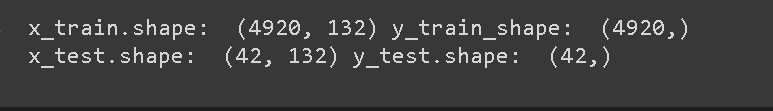 x_train.shape:  (4920, 132) y_train_shape:  (4920,)
x_test.shape:  (42, 132) y_test.shape:  (42,)